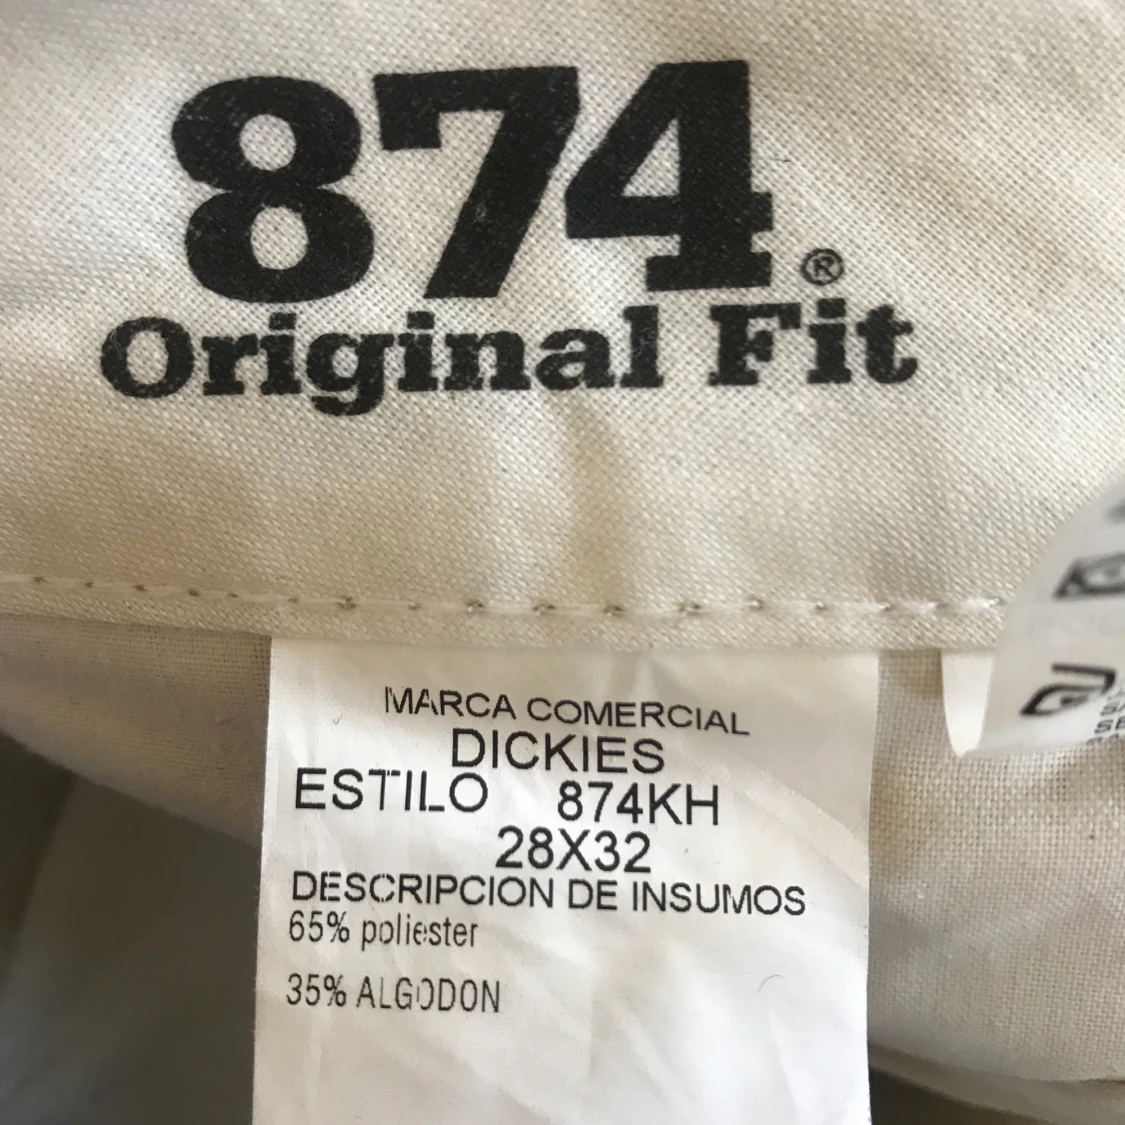 874®
Original Fit
MARCA COMERCIAL
DICKIES
ESTILO 874KH
28X32
DESCRIPCION DE INSUMOS
65% poliester
35% ALGODON